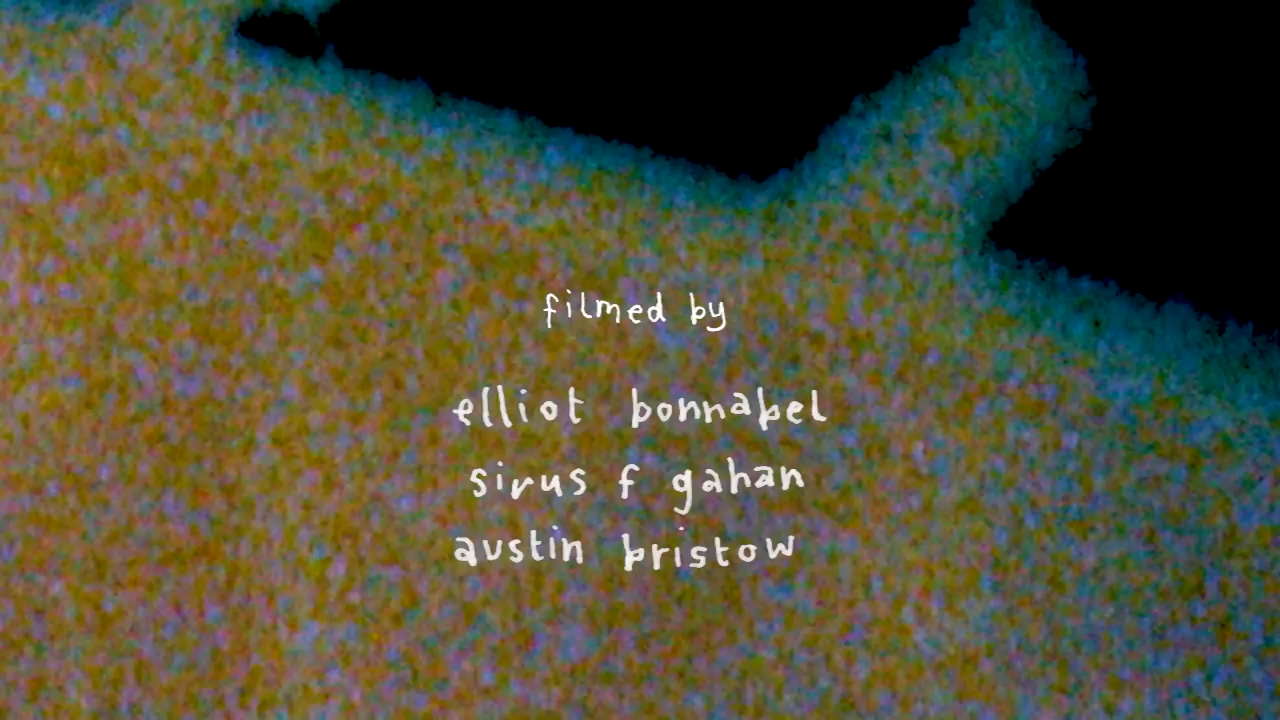 filmed by
elliot bonnabel
sirus f gahan
austin bristow